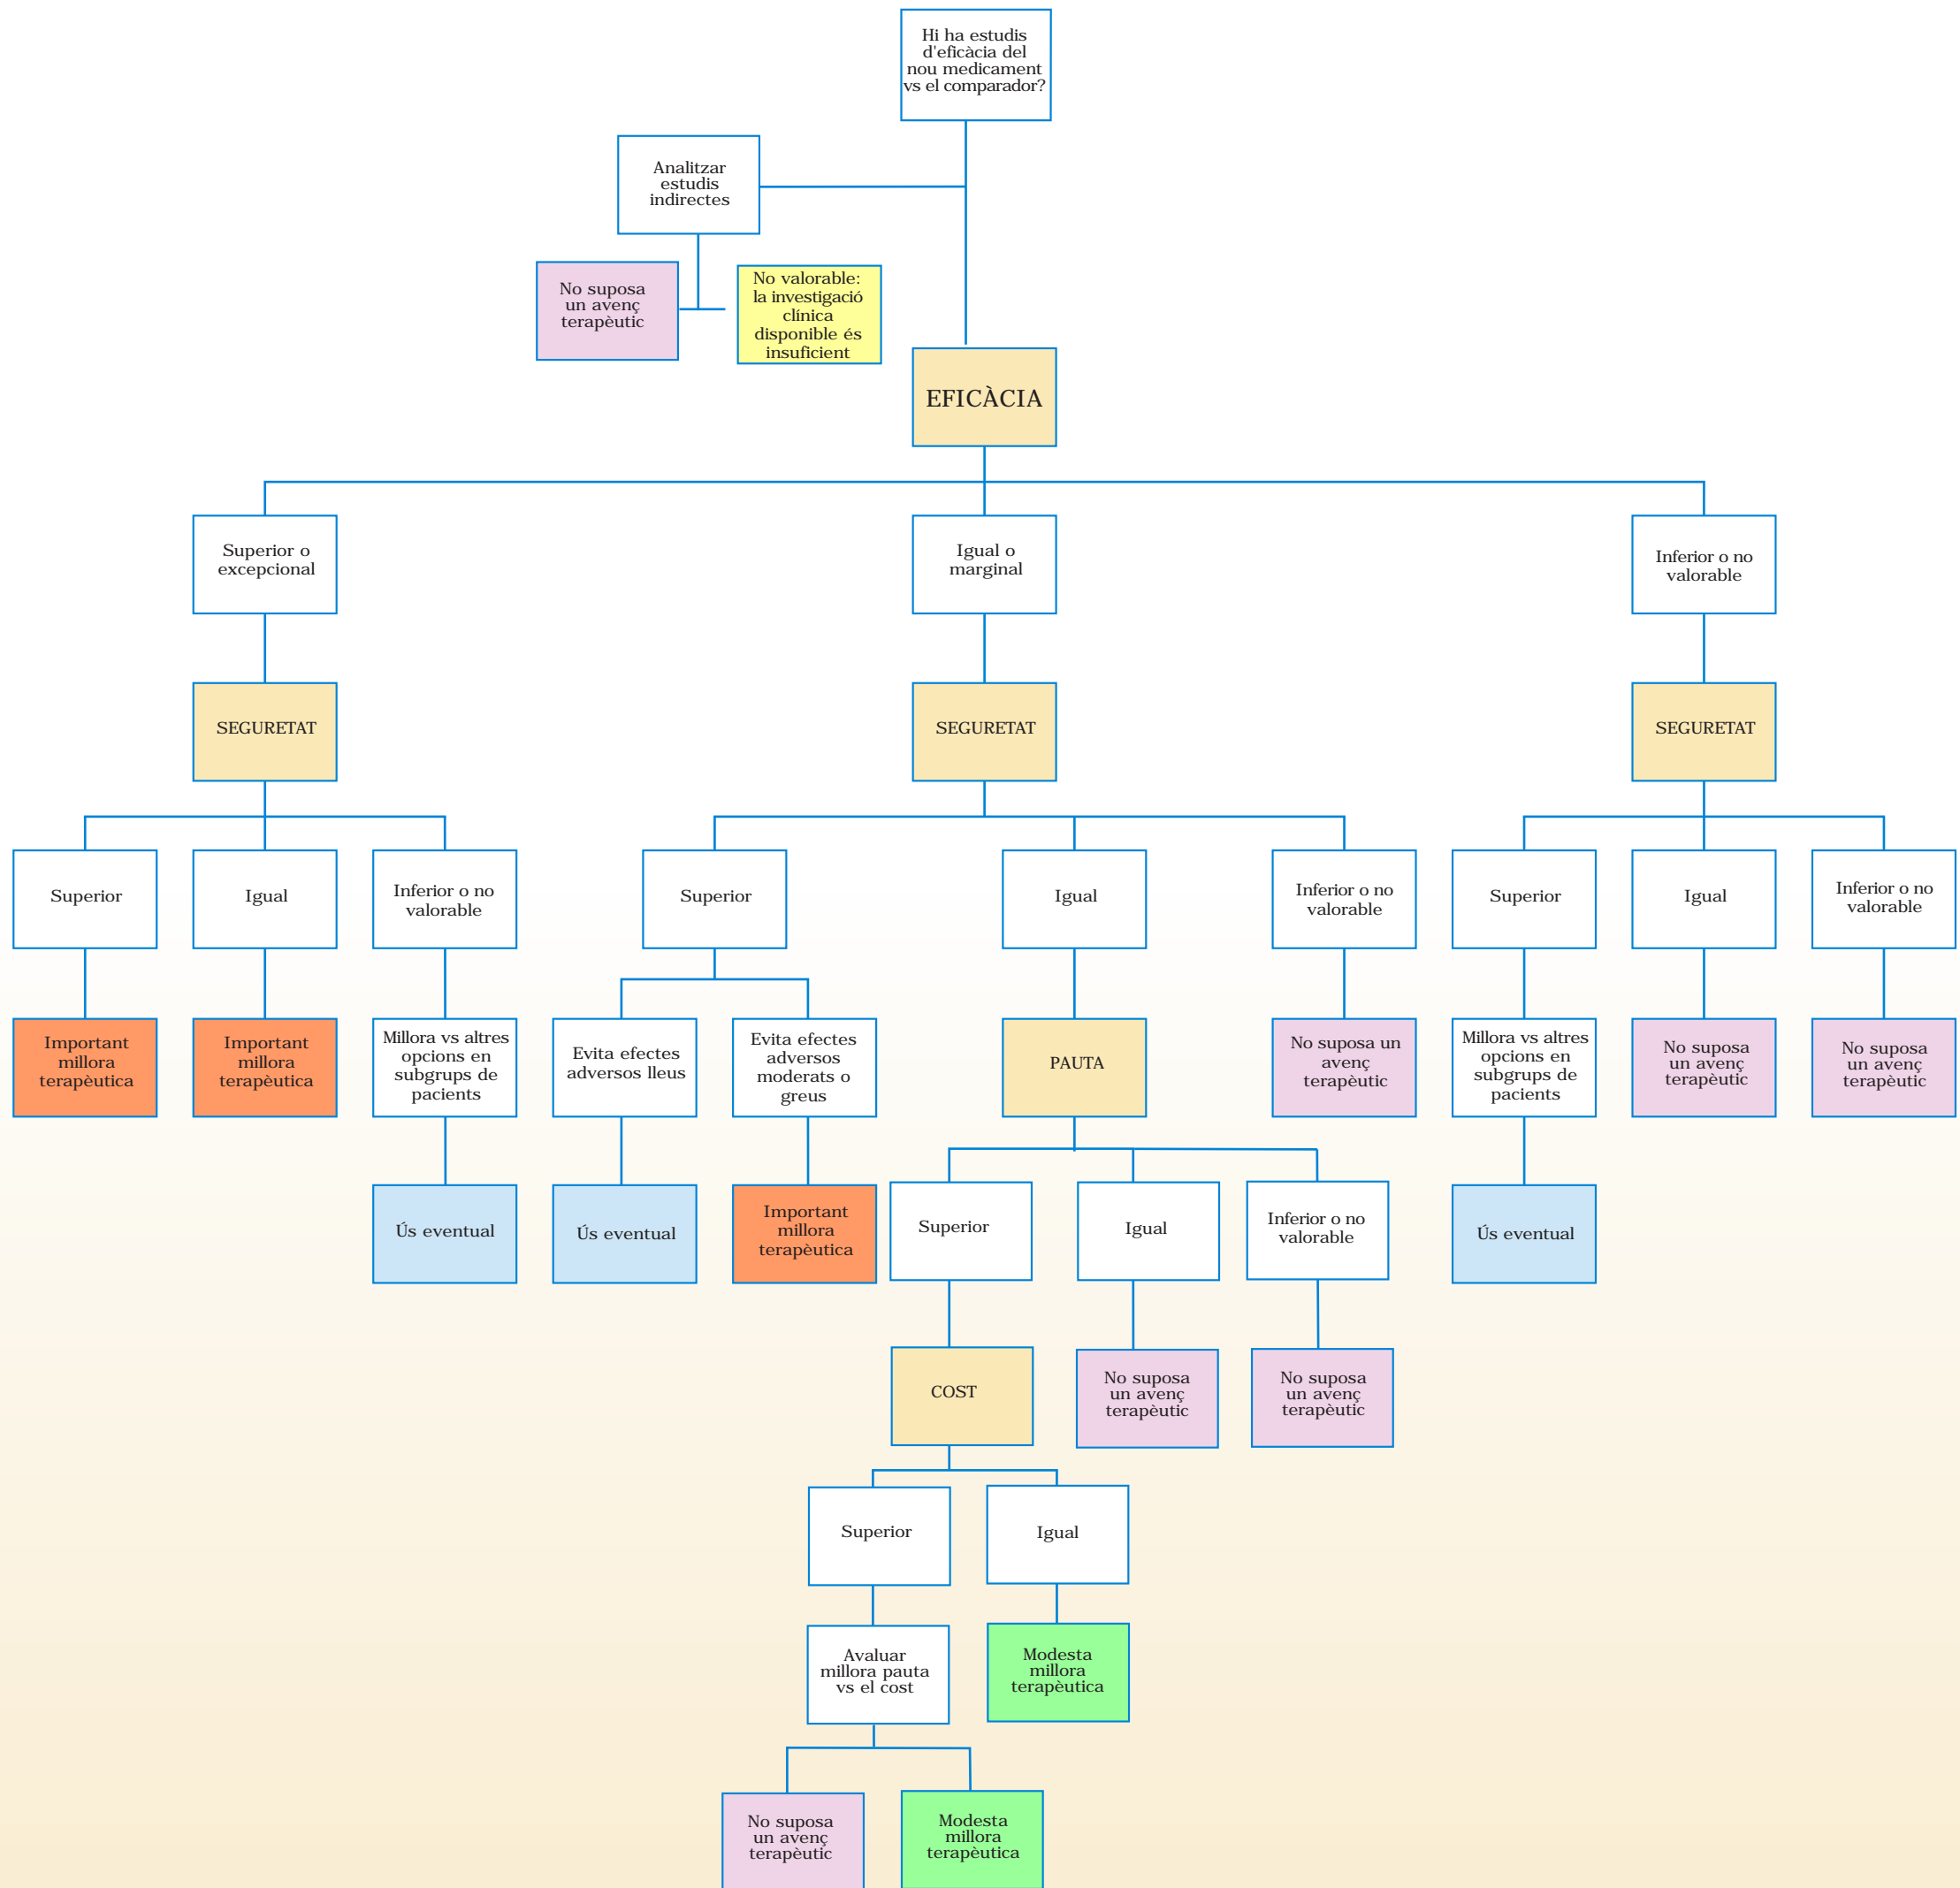 Hi ha estudis
d'eficàcia del
nou medicament
vs el comparador?
Analitzar
estudis
indirectes
No suposa
un avenç
terapèutic
No valorable:
la investigació
clínica
disponible és
insuficient
EFICÀCIA
Superior o
excepcional
Igual o
marginal
Inferior o no
valorable
SEGURETAT
SEGURETAT
SEGURETAT
Superior
Igual
Inferior o no
valorable
Superior
Igual
Inferior o no
valorable
Superior
Igual
Inferior o no
valorable
Important
millora
terapèutica
Important
millora
terapèutica
Millora vs altres
opcions en
subgrups de
pacients
Evita efectes
adversos lleus
Evita efectes
adversos
moderats o
greus
PAUTA
No suposa un
avenç
terapèutic
Millora vs altres
opcions en
subgrups de
pacients
No suposa
un avenç
terapèutic
No suposa
un avenç
terapèutic
Ús eventual
Ús eventual
Important
millora
terapèutica
Superior
Igual
Inferior o no
valorable
Ús eventual
COST
No suposa
un avenç
terapèutic
No suposa
un avenç
terapèutic
Superior
Igual
Avaluar
millora pauta
vs el cost
Modesta
millora
terapèutica
No suposa
un avenç
terapèutic
Modesta
millora
terapèutica